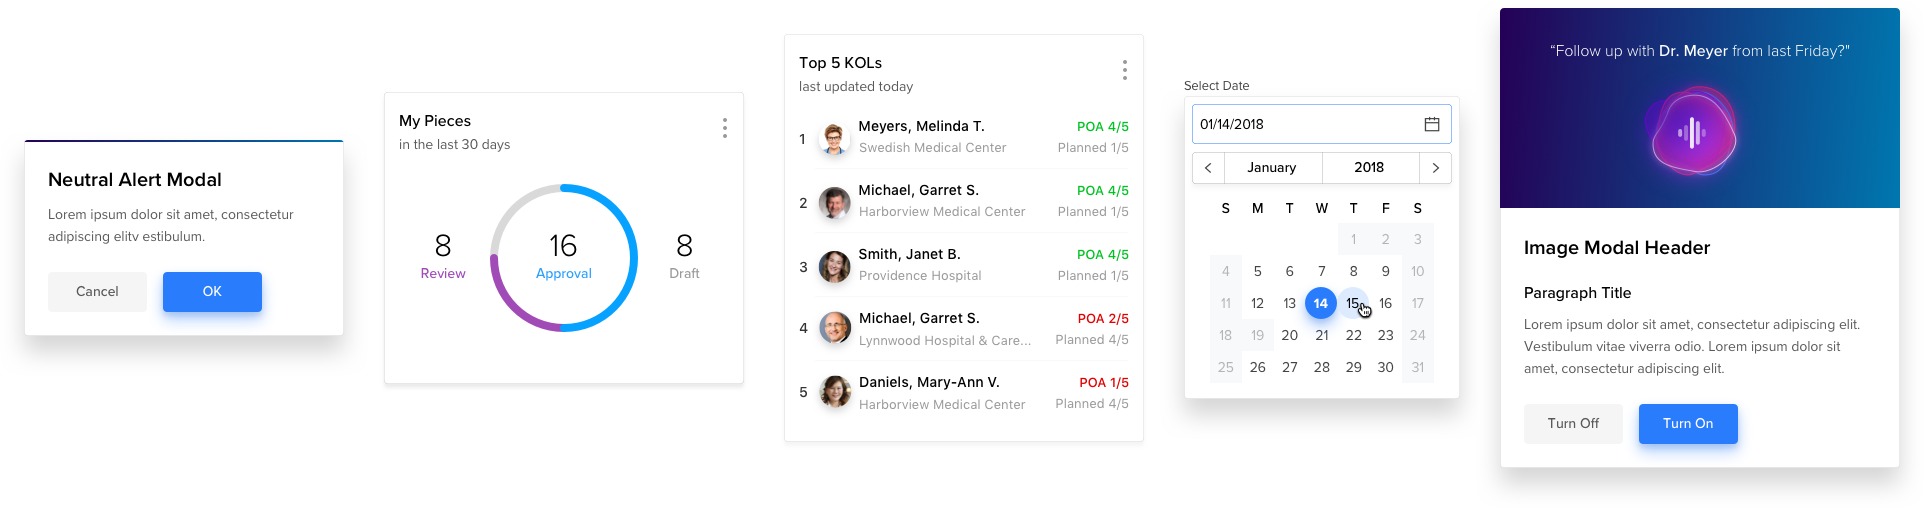 Neutral Alert Modal
Lorem ipsum dolor sit amet, consectetur
adipiscing elitv estibulum.
Cancel
OK
My Pieces
in the last 30 days
8
Review
16
Approval
8
Draft
Top 5 KOLs
last updated today
1 Meyers, Melinda T. POA 4/5
Swedish Medical Center Planned 1/5
2 Michael, Garret S. POA 4/5
Harborview Medical Center Planned 1/5
3 Smith, Janet B. POA 4/5
Providence Hospital Planned 1/5
4 Michael, Garret S. POA 2/5
Lynnwood Hospital & Care... Planned 4/5
5 Daniels, Mary-Ann V. POA 1/5
Harborview Medical Center Planned 4/5
Select Date
01/14/2018
January 2018
S M T W T F S
1 2 3
4 5 6 7 8 9 10
11 12 13 14 15 16 17
18 19 20 21 22 23 24
25 26 27 28 29 30 31
“Follow up with Dr. Meyer from last Friday?"
Image Modal Header
Paragraph Title
Lorem ipsum dolor sit amet, consectetur adipiscing elit.
Vestibulum vitae viverra odio. Lorem ipsum dolor sit
amet, consectetur adipiscing elit.
Turn Off
Turn On